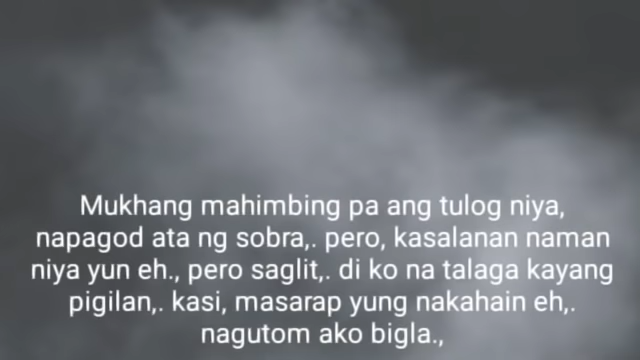 Mukhang mahimbing pa ang tulog niya,
napagod ata ng sobra,. pero, kasalanan naman
niya yun eh., pero saglit,. di ko na talaga kayang
pigilan,. kasi, masarap yung nakahain eh,.
nagutom ako bigla.,